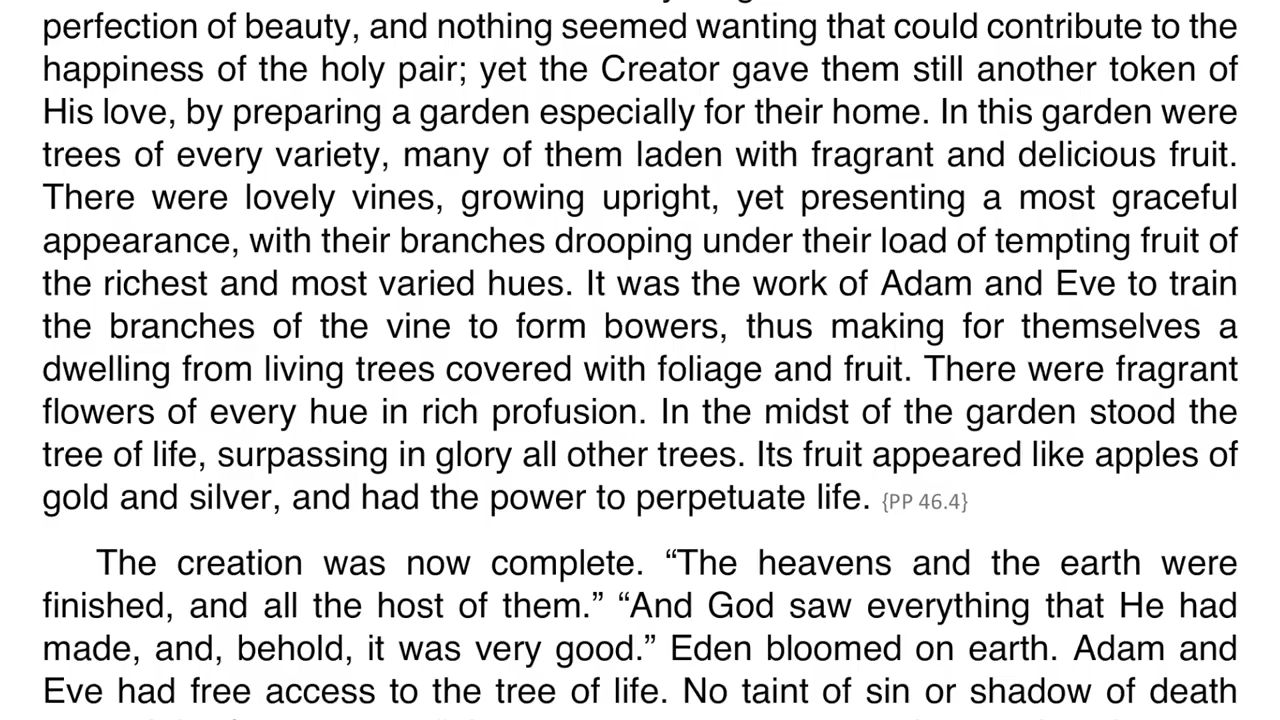 perfection of beauty, and nothing seemed wanting that could contribute to the
happiness of the holy pair; yet the Creator gave them still another token of
His love, by preparing a garden especially for their home. In this garden were
trees of every variety, many of them laden with fragrant and delicious fruit.
There were lovely vines, growing upright, yet presenting a most graceful
appearance, with their branches drooping under their load of tempting fruit of
the richest and most varied hues. It was the work of Adam and Eve to train
the branches of the vine to form bowers, thus making for themselves a
dwelling from living trees covered with foliage and fruit. There were fragrant
flowers of every hue in rich profusion. In the midst of the garden stood the
tree of life, surpassing in glory all other trees. Its fruit appeared like apples of
gold and silver, and had the power to perpetuate life. {PP 46.4}
The creation was now complete. “The heavens and the earth were
finished, and all the host of them.” “And God saw everything that He had
made, and, behold, it was very good.” Eden bloomed on earth. Adam and
Eve had free access to the tree of life. No taint of sin or shadow of death